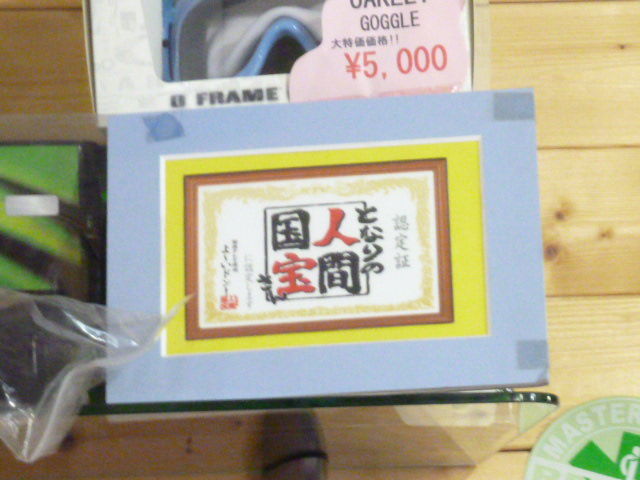 OAKLEY
GOGGLE
大特価価格!!
¥5,000
O FRAME
認定証
となりの
人間
国宝
さん
MASTER